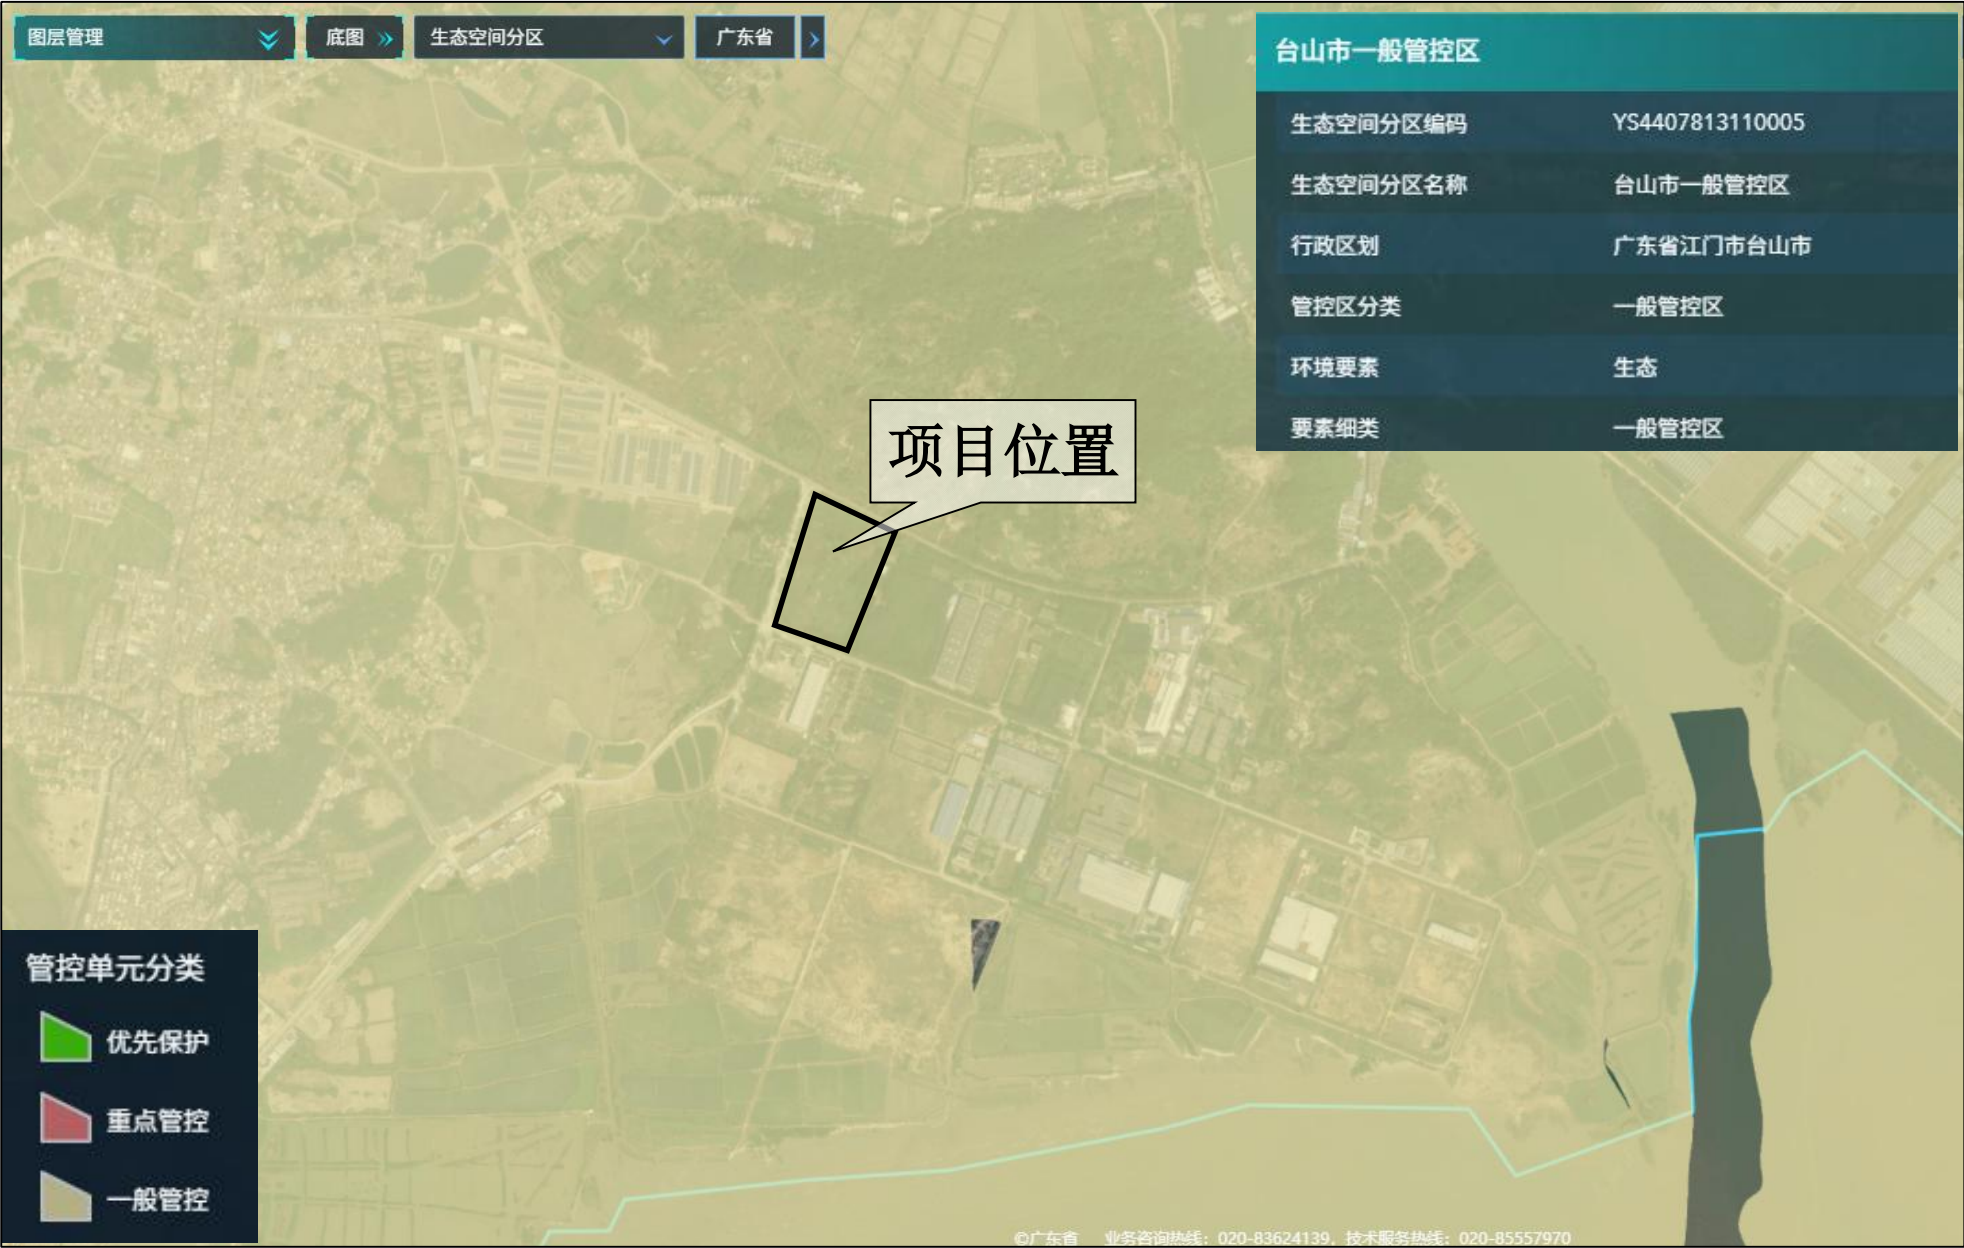 图层管理
底图
生态空间分区
广东省
台山市一般管控区
生态空间分区编码 YS4407813110005
生态空间分区名称 台山市一般管控区
行政区划 广东省江门市台山市
管控区分类 一般管控区
环境要素 生态
要素细类 一般管控区
项目位置
管控单元分类
优先保护
重点管控
一般管控
©广东省 业务咨询热线：020-83624139，技术服务热线：020-85557970